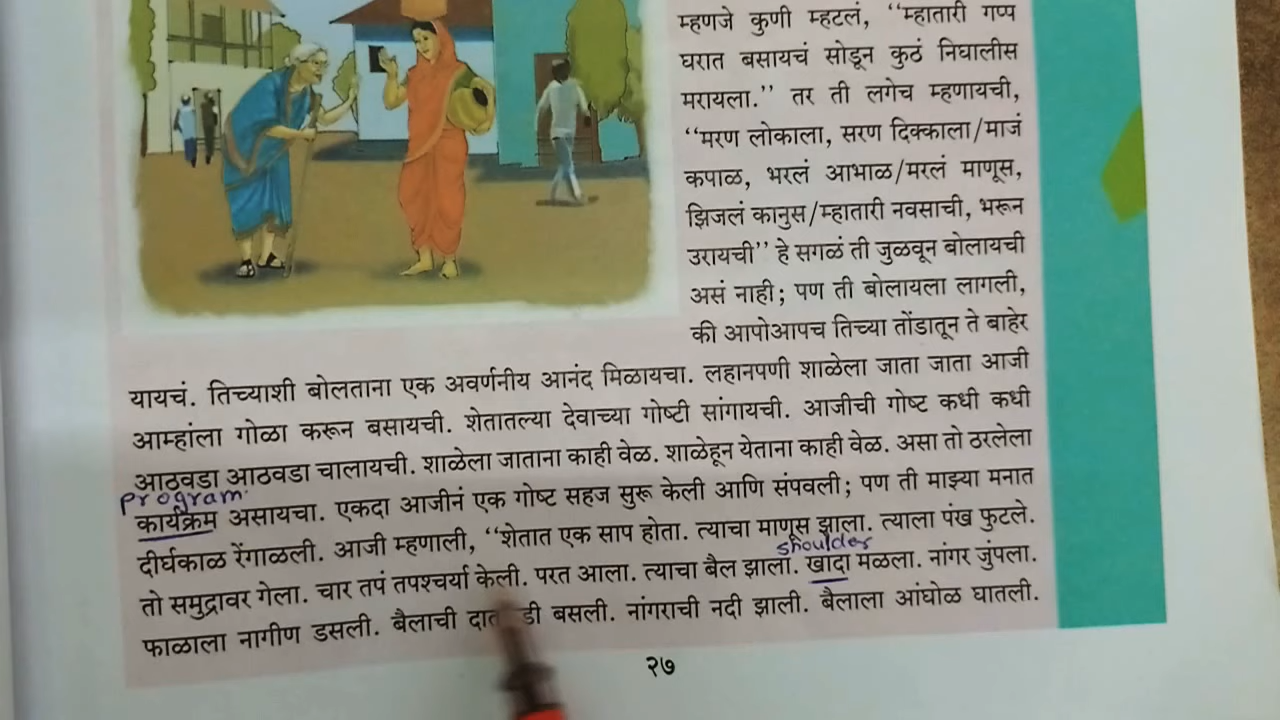 म्हणजे कुणी म्हटलं, “म्हातारी गप्प
घरात बसायचं सोडून कुठं निघालीस
मरायला.” तर ती लगेच म्हणायची,
“मरण लोकाला, सरण दिक्काला/माजं
कपाळ, भरलं आभाळ/मरलं माणूस,
झिजलं कानुस/म्हातारी नवसाची, भरून
उरायची” हे सगळं ती जुळवून बोलायची
असं नाही; पण ती बोलायला लागली,
की आपोआपच तिच्या तोंडातून ते बाहेर
यायचं. तिच्याशी बोलताना एक अवर्णनीय आनंद मिळायचा. लहानपणी शाळेला जाता जाता आजी
आम्हांला गोळा करून बसायची. शेतातल्या देवाच्या गोष्टी सांगायची. आजीची गोष्ट कधी कधी
आठवडा आठवडा चालायची. शाळेला जाताना काही वेळ. शाळेहून येताना काही वेळ. असा तो ठरलेला
program
कार्यक्रम असायचा. एकदा आजीनं एक गोष्ट सहज सुरू केली आणि संपवली; पण ती माझ्या मनात
दीर्घकाळ रेंगाळली. आजी म्हणाली, “शेतात एक साप होता. त्याचा माणूस झाला. त्याला पंख फुटले.
shoulder
तो समुद्रावर गेला. चार तपं तपश्चर्या केली. परत आला. त्याचा बैल झाला. खांदा मळला. नांगर जुंपला.
फाळाला नागीण डसली. बैलाची बसली. नांगराची नदी झाली. बैलाला आंघोळ घातली.
२७